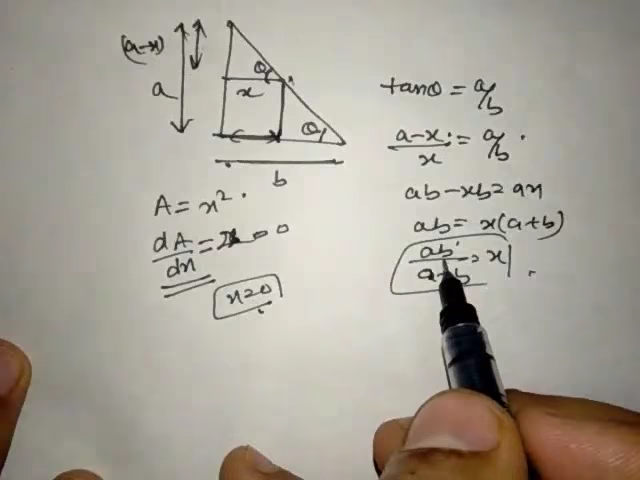 (a-x)
a
θ
x
θ
b
A = x²
dA/dx = 2x = 0
x=0
tanθ = a/b
a-x/x = a/b
ab-xb=ax
ab = x(a+b)
ab/a+b = x